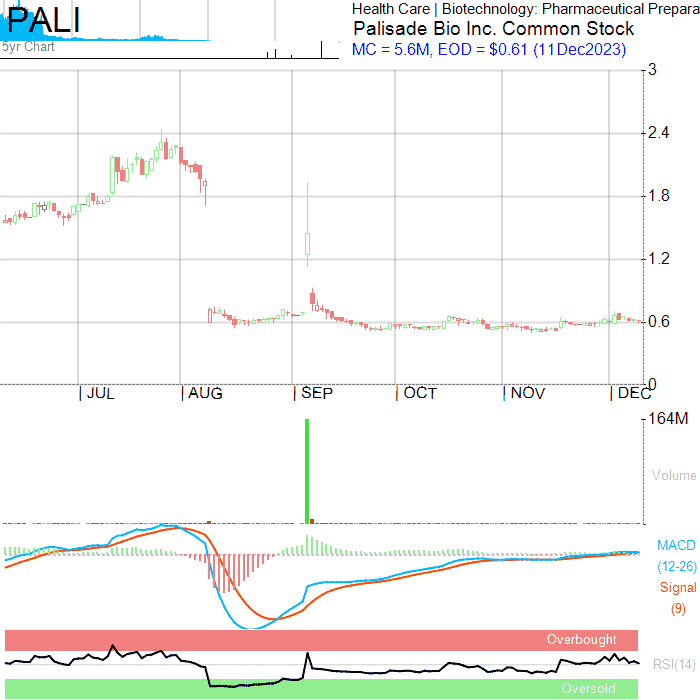 PALI
Health Care | Biotechnology: Pharmaceutical Prepara
Palisade Bio Inc. Common Stock
5yr Chart
MC = 5.6M, EOD = $0.61 (11Dec2023)
3
2.4
1.8
1.2
0.6
0
| JUL | AUG | SEP | OCT | NOV | DEC
164M
Volume
MACD
(12-26)
Signal
(9)
Overbought
RSI(14)
Oversold